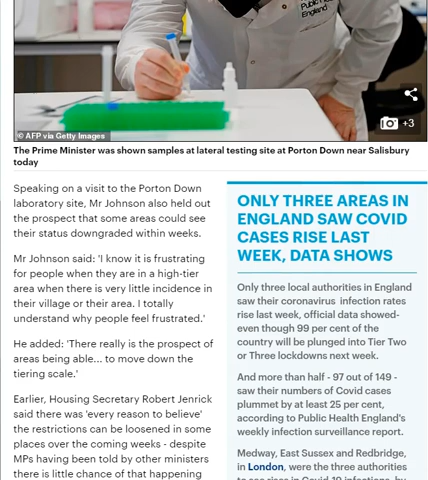 Public Health
England
+3
© AFP via Getty Images
The Prime Minister was shown samples at lateral testing site at Porton Down near Salisbury
today
Speaking on a visit to the Porton Down
laboratory site, Mr Johnson also held out
the prospect that some areas could see
their status downgraded within weeks.
Mr Johnson said: 'I know it is frustrating
for people when they are in a high-tier
area when there is very little incidence in
their village or their area. I totally
understand why people feel frustrated.'
He added: 'There really is the prospect of
areas being able... to move down the
tiering scale.'
Earlier, Housing Secretary Robert Jenrick
said there was 'every reason to believe'
the restrictions can be loosened in some
places over the coming weeks - despite
MPs having been told by other ministers
there is little chance of that happening
ONLY THREE AREAS IN
ENGLAND SAW COVID
CASES RISE LAST
WEEK, DATA SHOWS
Only three local authorities in England
saw their coronavirus infection rates
rise last week, official data showed-
even though 99 per cent of the
country will be plunged into Tier Two
or Three lockdowns next week.
And more than half - 97 out of 149 -
saw their numbers of Covid cases
plummet by at least 25 per cent,
according to Public Health England's
weekly infection surveillance report.
Medway, East Sussex and Redbridge,
in London, were the three authorities
to see rises in Covid-19 infections, by